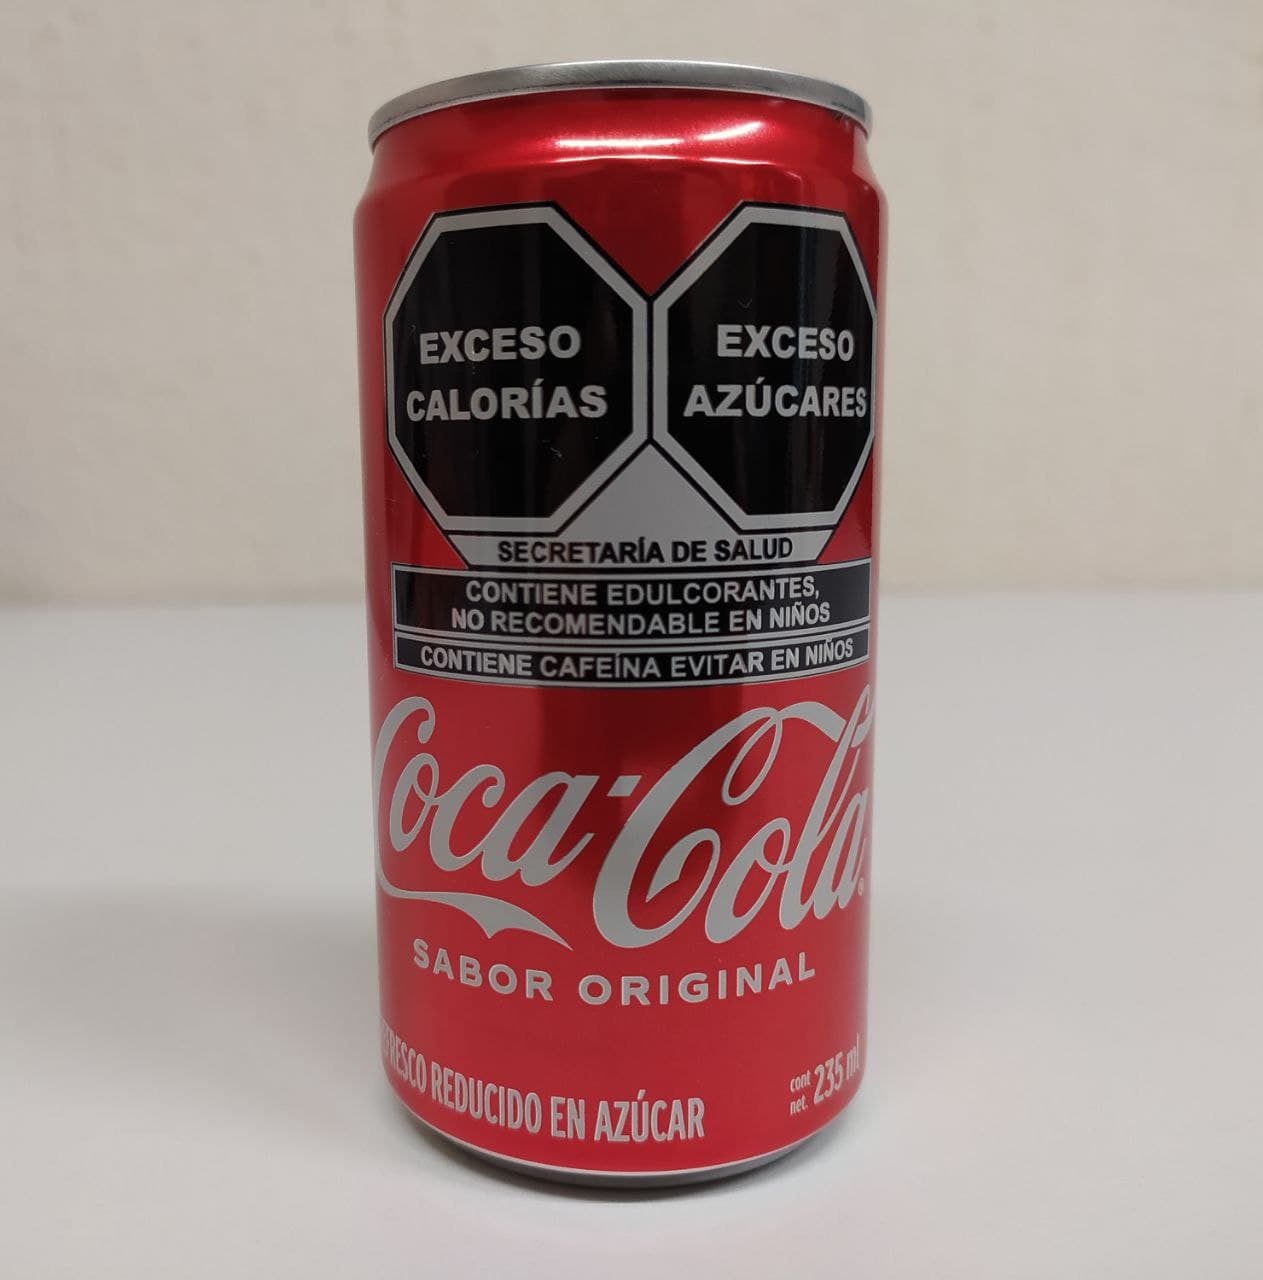 EXCESO
CALORÍAS
EXCESO
AZÚCARES
SECRETARÍA DE SALUD
CONTIENE EDULCORANTES,
NO RECOMENDABLE EN NIÑOS
CONTIENE CAFEÍNA EVITAR EN NIÑOS
Coca-Cola®
SABOR ORIGINAL
REDUCIDO EN AZÚCAR
cont
net. 235 ml